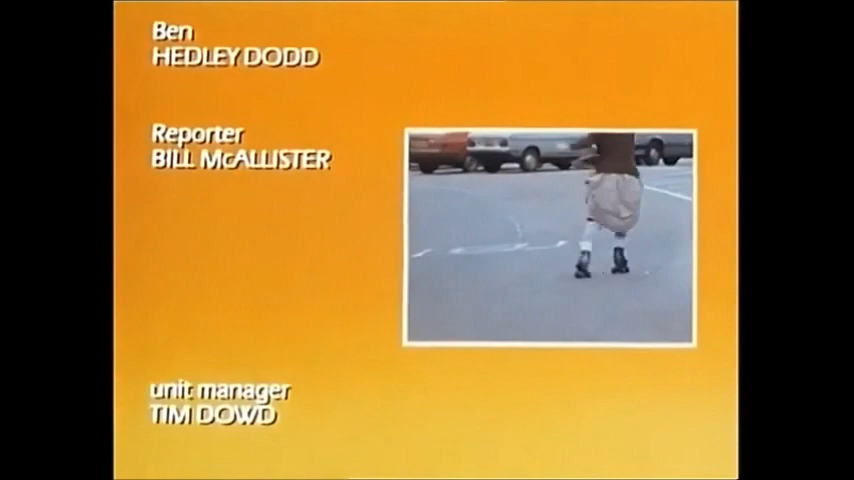 Ben
HEDLEY DODD
Reporter
BILL McALLISTER
unit manager
TIM DOWD